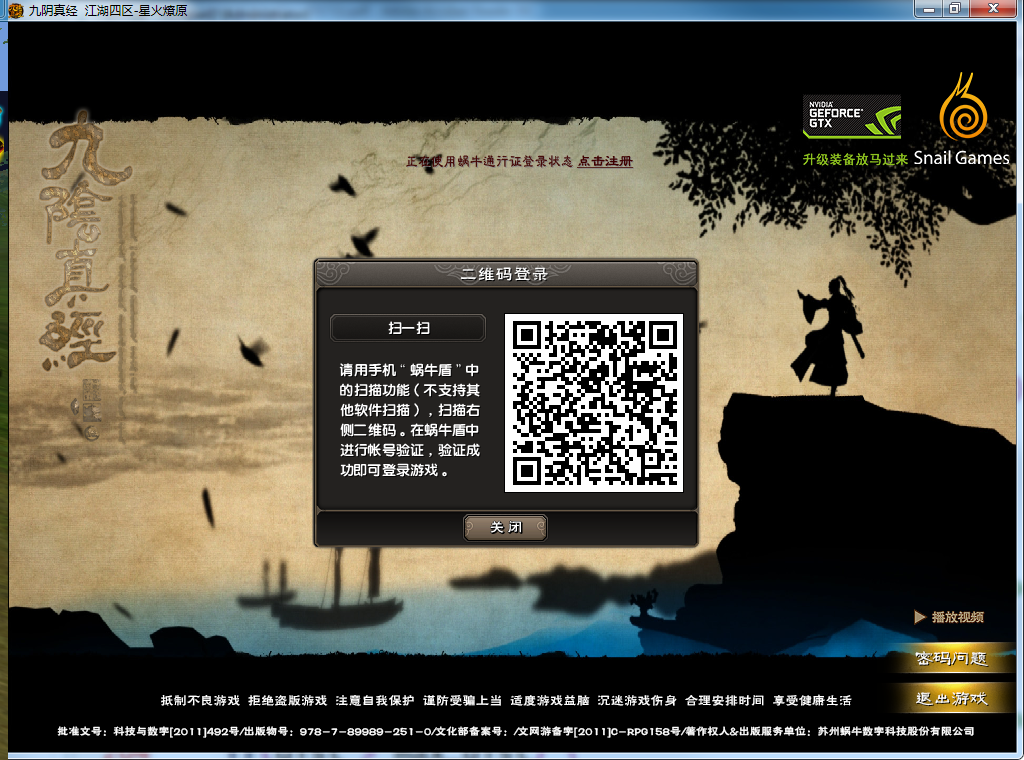 九阴真经 江湖四区-星火燎原
NVIDIA
GEFORCE
GTX
升级装备放马过来
Snail Games
正在使用蜗牛通行证登录状态 点击注册
九陰真經
二维码登录
扫一扫
请用手机“蜗牛盾”中
的扫描功能(不支持其
他软件扫描),扫描右
侧二维码。在蜗牛盾中
进行帐号验证,验证成
功即可登录游戏。
关闭
播放视频
密码问题
退出游戏
抵制不良游戏 拒绝盗版游戏 注意自我保护 谨防受骗上当 适度游戏益脑 沉迷游戏伤身 合理安排时间 享受健康生活
批准文号:科技与数字[2011]492号/出版物号:978-7-89989-251-0/文化部备案号:/文网游备字[2011]C-RPG158号/著作权人&出版服务单位:苏州蜗牛数字科技股份有限公司